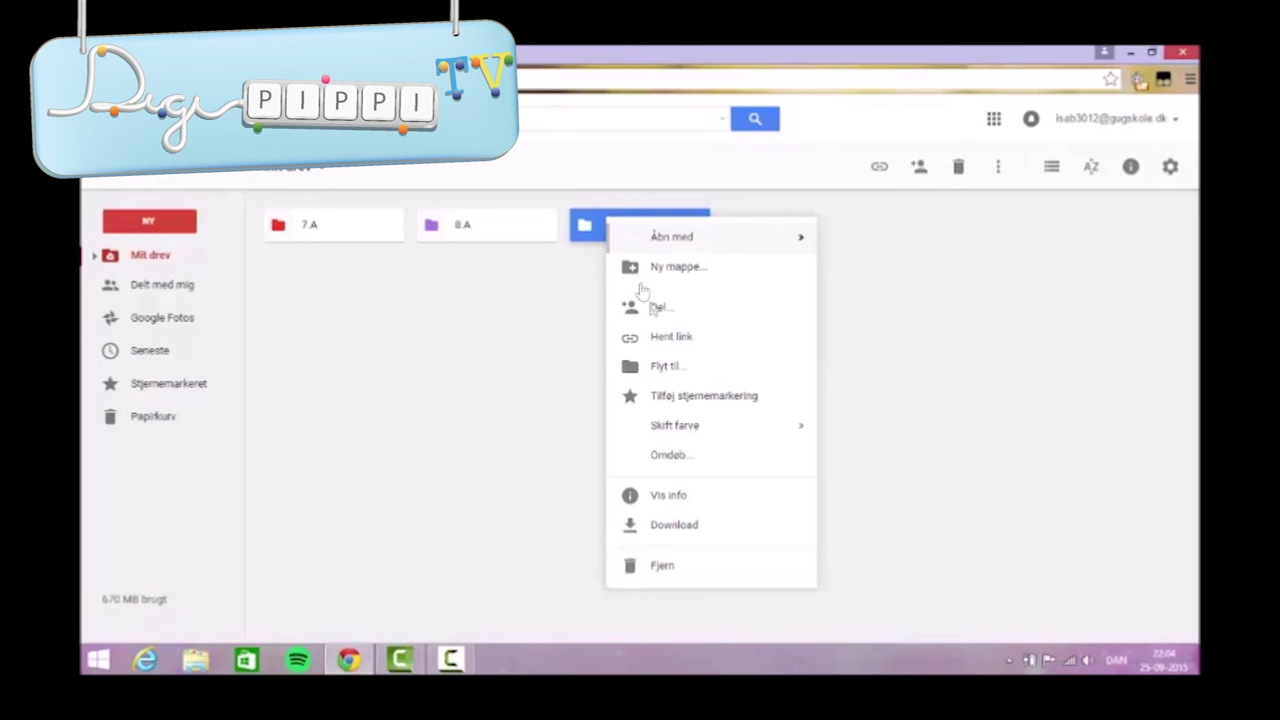 Digi PIPPI TV
isab3012@gugskole.dk
NY
7.A
8.A
Mit drev
Delt med mig
Google Fotos
Seneste
Stjernemarkeret
Papirkurv
670 MB brugt
Åbn med
Ny mappe...
Del...
Hent link
Flyt til...
Tilføj stjernemarkering
Skift farve
Omdøb...
Vis info
Download
Fjern
DAN
22:04
25-09-2015